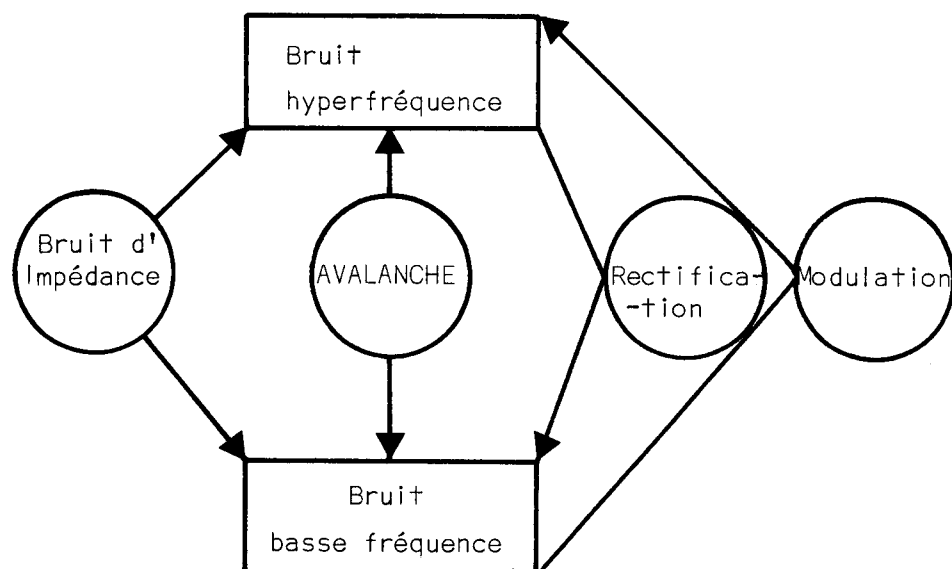 Bruit
hyperfréquence
Bruit d'
Impédance
AVALANCHE
Rectifica-
-tion
Modulation
Bruit
basse fréquence